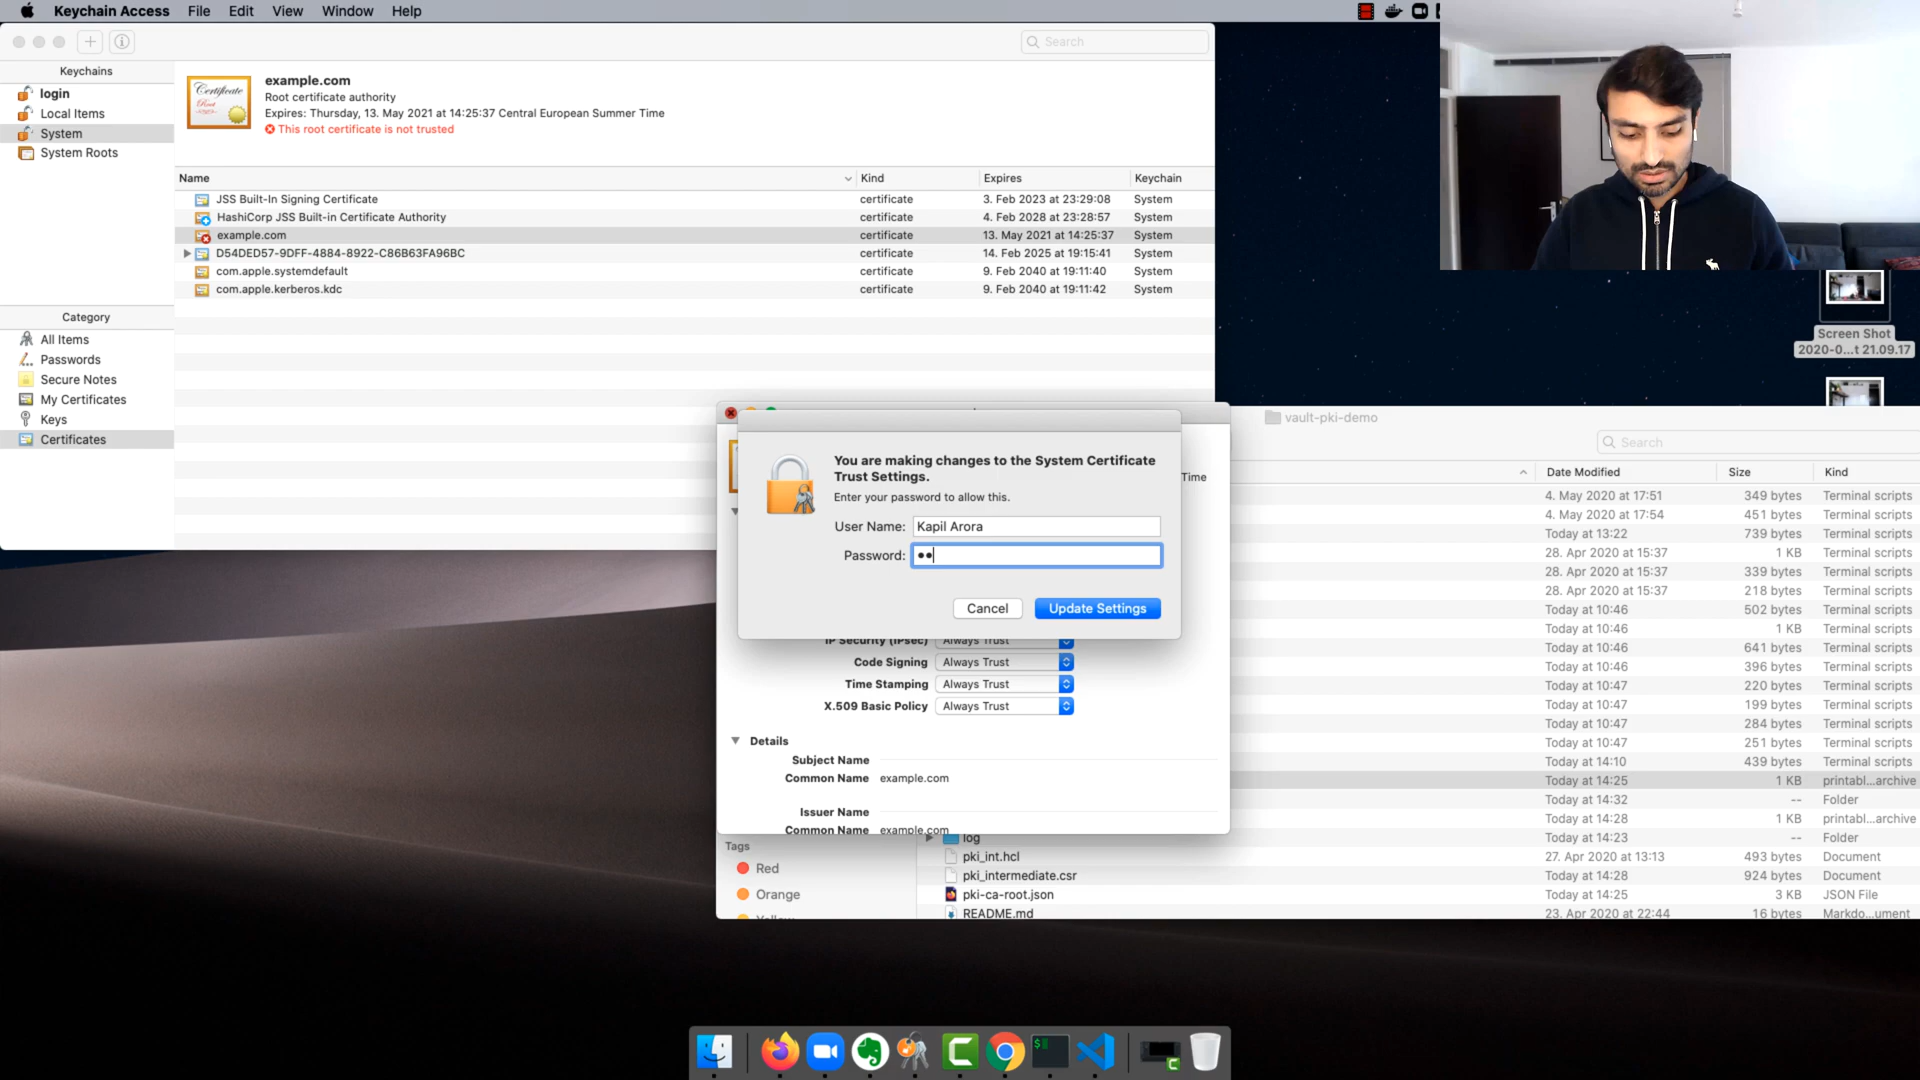 Keychain Access File Edit View Window Help
Search
Keychains
login
Local Items
System
System Roots
Certificate
Root
example.com
Root certificate authority
Expires: Thursday, 13. May 2021 at 14:25:37 Central European Summer Time
This root certificate is not trusted
Name Kind Expires Keychain
JSS Built-In Signing Certificate certificate 3. Feb 2023 at 23:29:08 System
HashiCorp JSS Built-in Certificate Authority certificate 4. Feb 2028 at 23:28:57 System
example.com certificate 13. May 2021 at 14:25:37 System
D54DED57-9DFF-4884-8922-C86B63FA96BC certificate 14. Feb 2025 at 19:15:41 System
com.apple.systemdefault certificate 9. Feb 2040 at 19:11:40 System
com.apple.kerberos.kdc certificate 9. Feb 2040 at 19:11:42 System
Category
All Items
Passwords
Secure Notes
My Certificates
Keys
Certificates
Screen Shot
2020-0...t 21.09.17
vault-pki-demo
Search
You are making changes to the System Certificate
Trust Settings.
Enter your password to allow this.
User Name: Kapil Arora
Password: ••
Cancel Update Settings
Time
IP Security (IPsec) Always Trust
Code Signing Always Trust
Time Stamping Always Trust
X.509 Basic Policy Always Trust
Details
Subject Name
Common Name example.com
Issuer Name
Common Name example.com
Date Modified Size Kind
4. May 2020 at 17:51 349 bytes Terminal scripts
4. May 2020 at 17:54 451 bytes Terminal scripts
Today at 13:22 739 bytes Terminal scripts
28. Apr 2020 at 15:37 1 KB Terminal scripts
28. Apr 2020 at 15:37 339 bytes Terminal scripts
28. Apr 2020 at 15:37 218 bytes Terminal scripts
Today at 10:46 502 bytes Terminal scripts
Today at 10:46 1 KB Terminal scripts
Today at 10:46 641 bytes Terminal scripts
Today at 10:46 396 bytes Terminal scripts
Today at 10:47 220 bytes Terminal scripts
Today at 10:47 199 bytes Terminal scripts
Today at 10:47 284 bytes Terminal scripts
Today at 10:47 251 bytes Terminal scripts
Today at 14:10 439 bytes Terminal scripts
Today at 14:25 1 KB printabl...archive
Today at 14:32 -- Folder
Today at 14:28 1 KB printabl...archive
log Today at 14:23 -- Folder
pki_int.hcl 27. Apr 2020 at 13:13 493 bytes Document
pki_intermediate.csr Today at 14:28 924 bytes Document
pki-ca-root.json Today at 14:25 3 KB JSON File
README.md 23. Apr 2020 at 22:44 16 bytes Markdo...ument
Tags
Red
Orange
Yellow